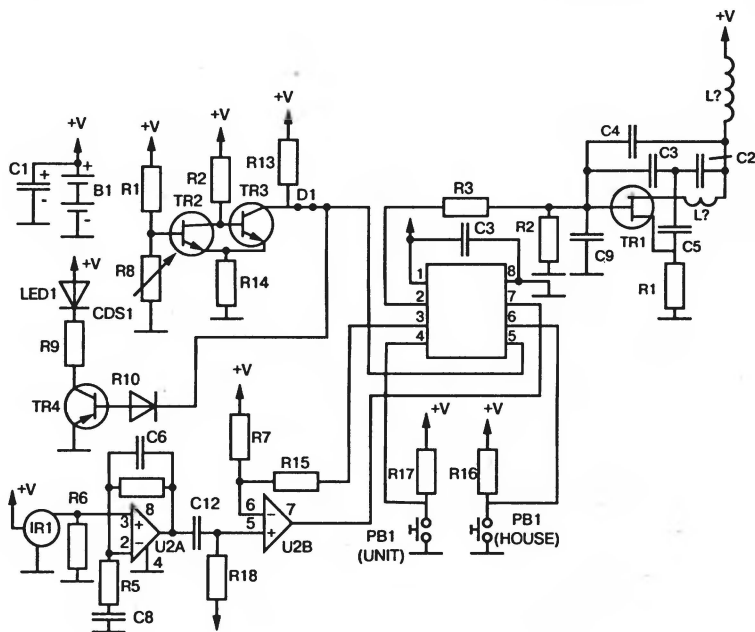 +V
L?
C4
C3
C2
+V
+V
+V
+V
C1
+
+
B1
-
-
R1
R2
R13
TR2
TR3
D1
R3
L?
R8
R14
C3
R2
C9
TR1
C5
R1
+V
LED1
CDS1
R9
1
2
3
4
8
7
6
5
R10
TR4
+V
+V
C6
R7
R15
R17
R16
+V
R6
IR1
8
3
+
2
-
4
U2A
C12
6
-
5
+
7
U2B
R5
C8
R18
PB1
(UNIT)
PB1
(HOUSE)